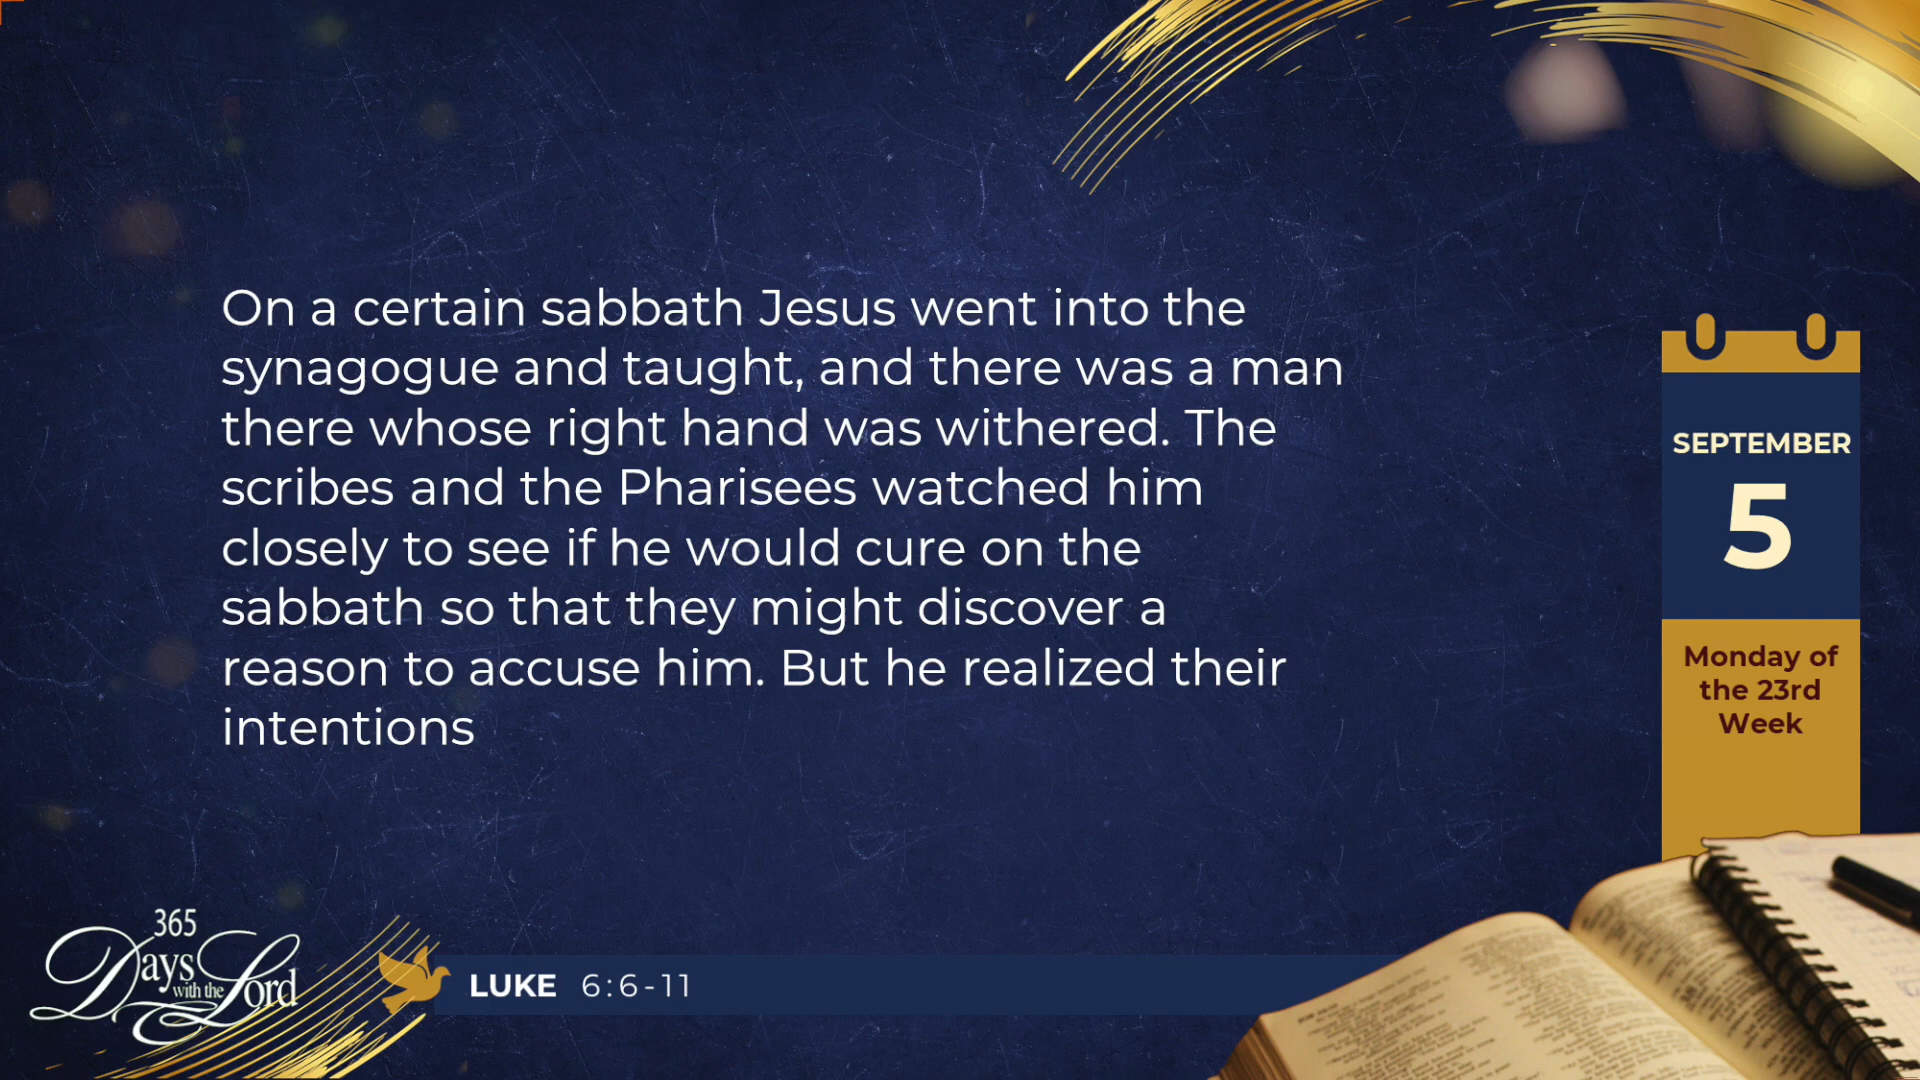 On a certain sabbath Jesus went into the
synagogue and taught, and there was a man
there whose right hand was withered. The
scribes and the Pharisees watched him
closely to see if he would cure on the
sabbath so that they might discover a
reason to accuse him. But he realized their
intentions
SEPTEMBER
5
Monday of
the 23rd
Week
365
Days
with the
Lord
LUKE 6:6-11